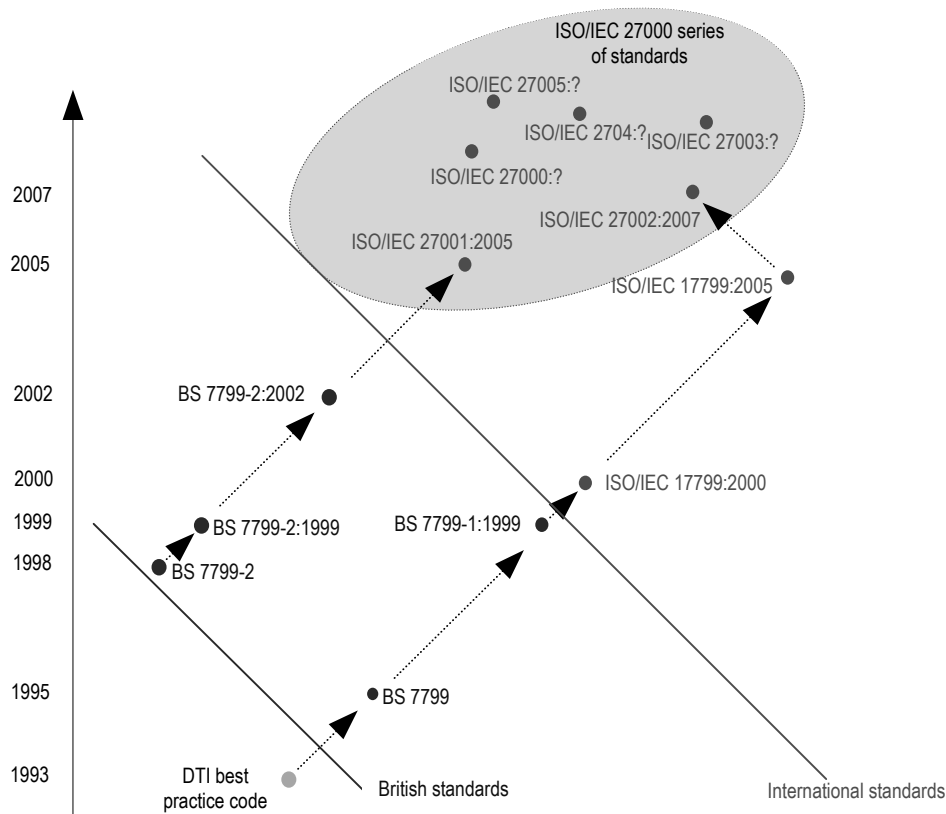 ISO/IEC 27000 series
of standards
ISO/IEC 27005:?
ISO/IEC 2704:?
ISO/IEC 27003:?
ISO/IEC 27000:?
2007
ISO/IEC 27002:2007
ISO/IEC 27001:2005
2005
ISO/IEC 17799:2005
2002
BS 7799-2:2002
2000
ISO/IEC 17799:2000
1999
BS 7799-2:1999
BS 7799-1:1999
1998
BS 7799-2
1995
BS 7799
1993
DTI best
practice code
British standards
International standards